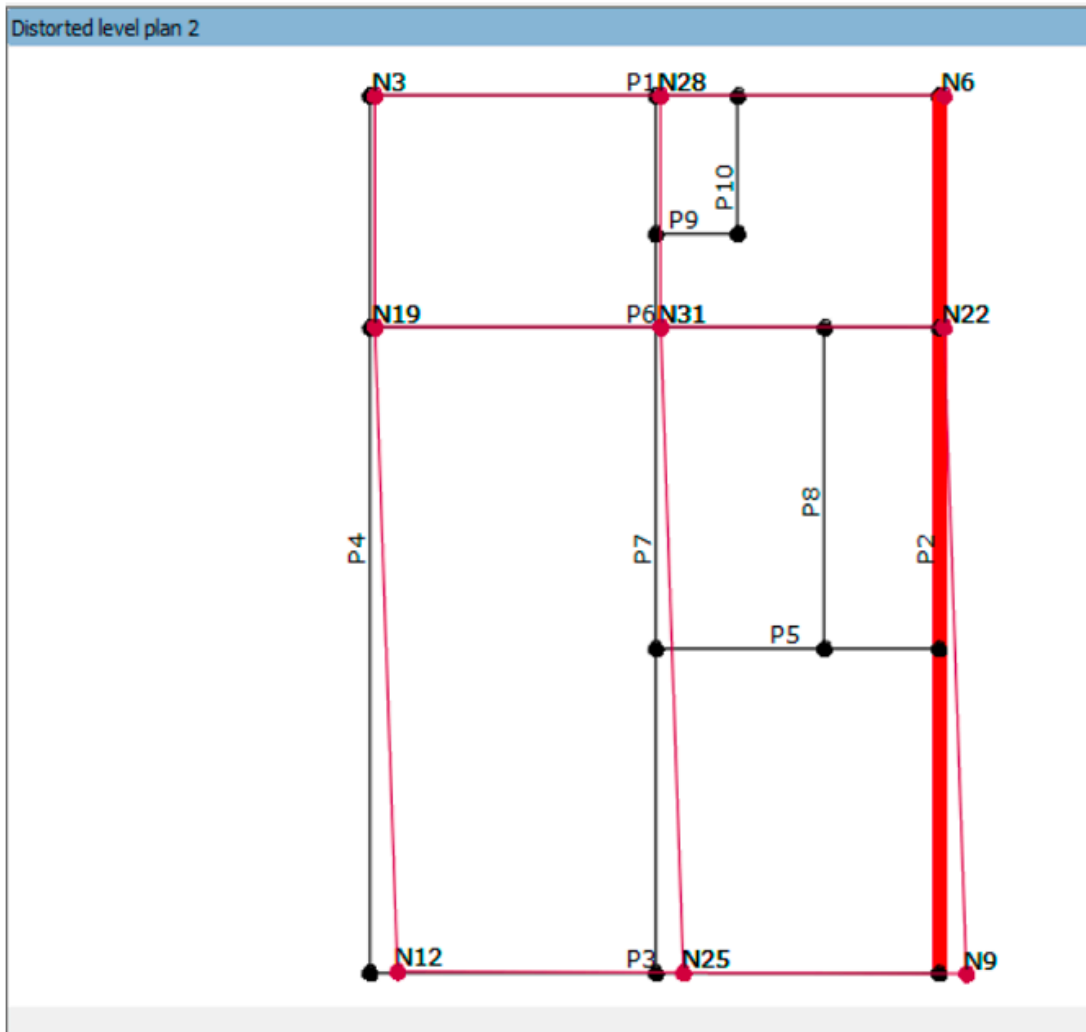 Distorted level plan 2
N3 P1 N28 N6
P10
P9
N19 P6 N31 N22
P8
P4 P7 P2
P5
N12 P3 N25 N9